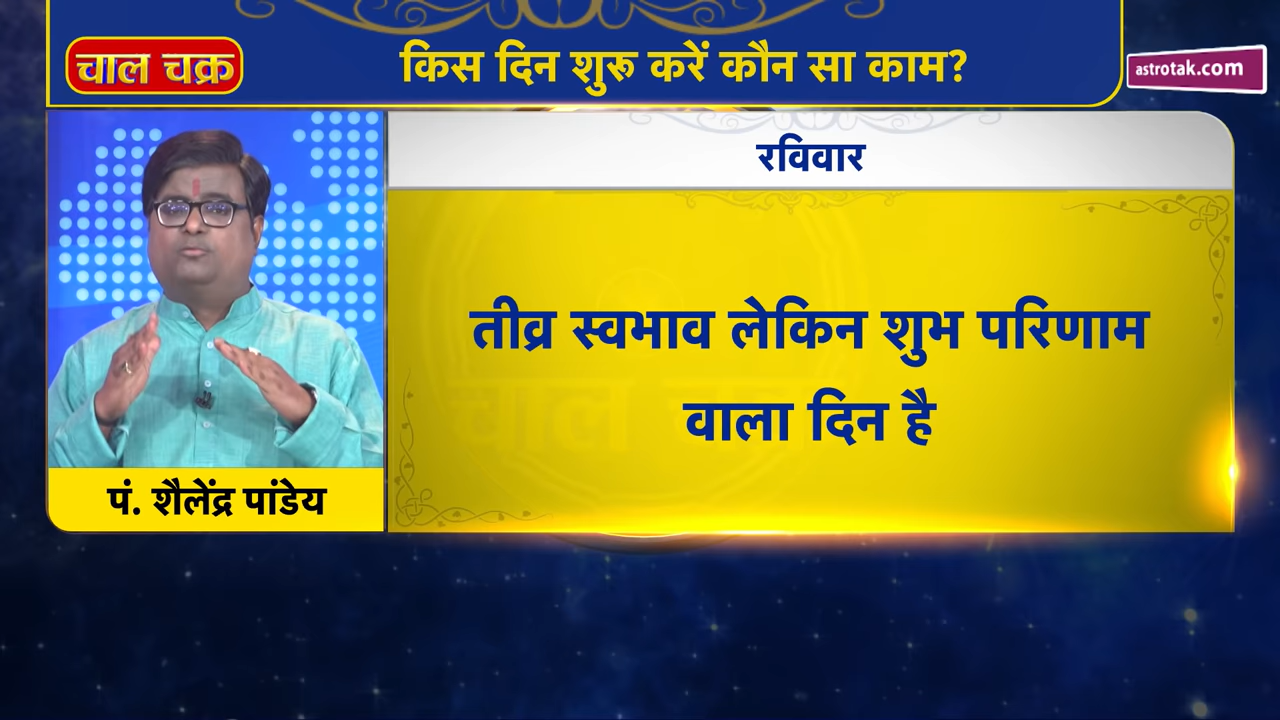 चाल चक्र
किस दिन शुरू करें कौन सा काम?
astrotak.com
रविवार
तीव्र स्वभाव लेकिन शुभ परिणाम
वाला दिन है
पं. शैलेंद्र पांडेय